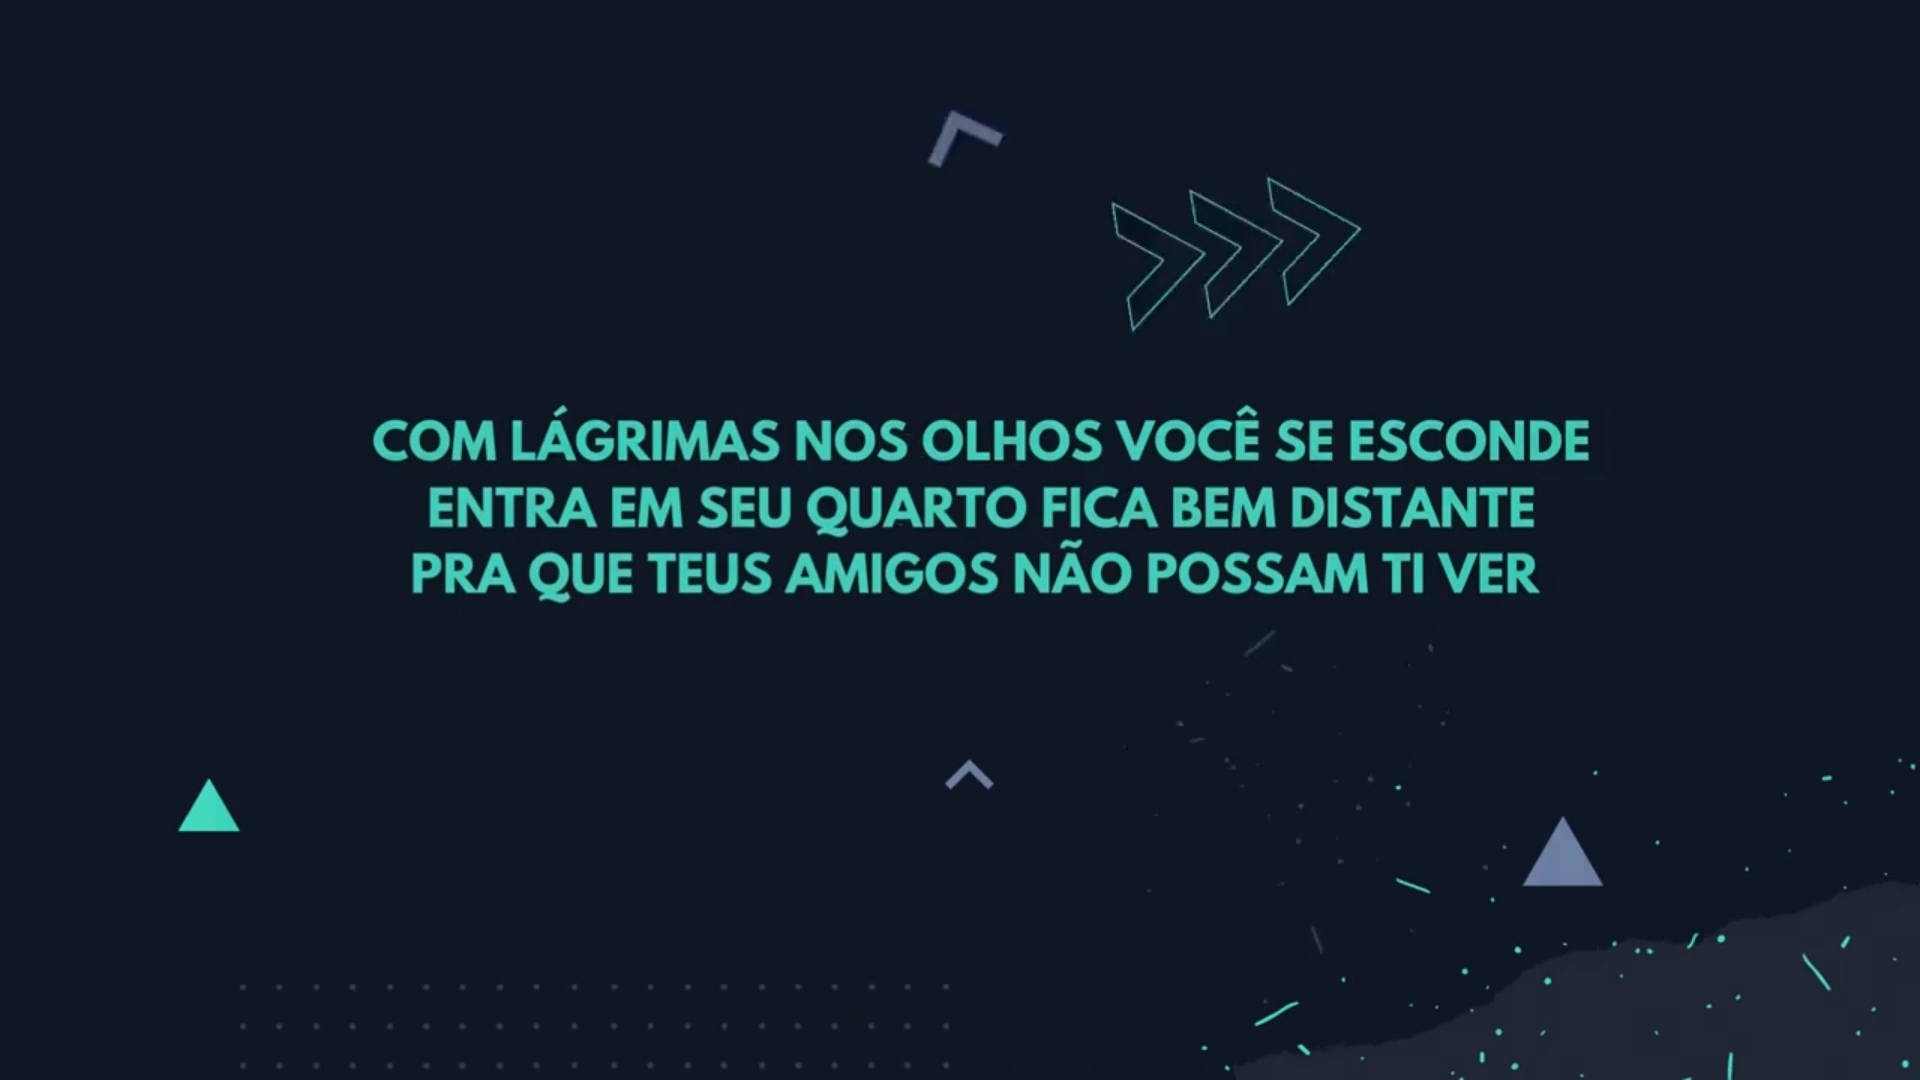 COM LÁGRIMAS NOS OLHOS VOCÊ SE ESCONDE
ENTRA EM SEU QUARTO FICA BEM DISTANTE
PRA QUE TEUS AMIGOS NÃO POSSAM TI VER